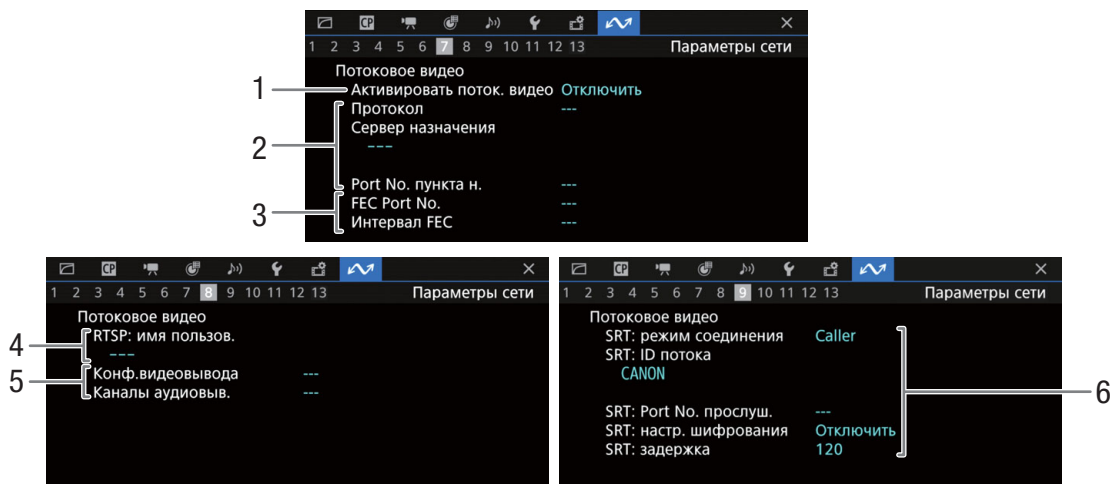 CP
×
1 2 3 4 5 6 7 8 9 10 11 12 13 Параметры сети
Потоковое видео
1 Активировать поток. видео Отключить
Протокол ---
Сервер назначения
2 ---
Port No. пункта н. ---
3 FEC Port No. ---
Интервал FEC ---
CP
×
1 2 3 4 5 6 7 8 9 10 11 12 13 Параметры сети
Потоковое видео
4 RTSP: имя пользов.
---
5 Конф.видеовывода ---
Каналы аудиовыв. ---
CP
×
1 2 3 4 5 6 7 8 9 10 11 12 13 Параметры сети
Потоковое видео
SRT: режим соединения Caller
SRT: ID потока
CANON
6
SRT: Port No. прослуш. ---
SRT: настр. шифрования Отключить
SRT: задержка 120